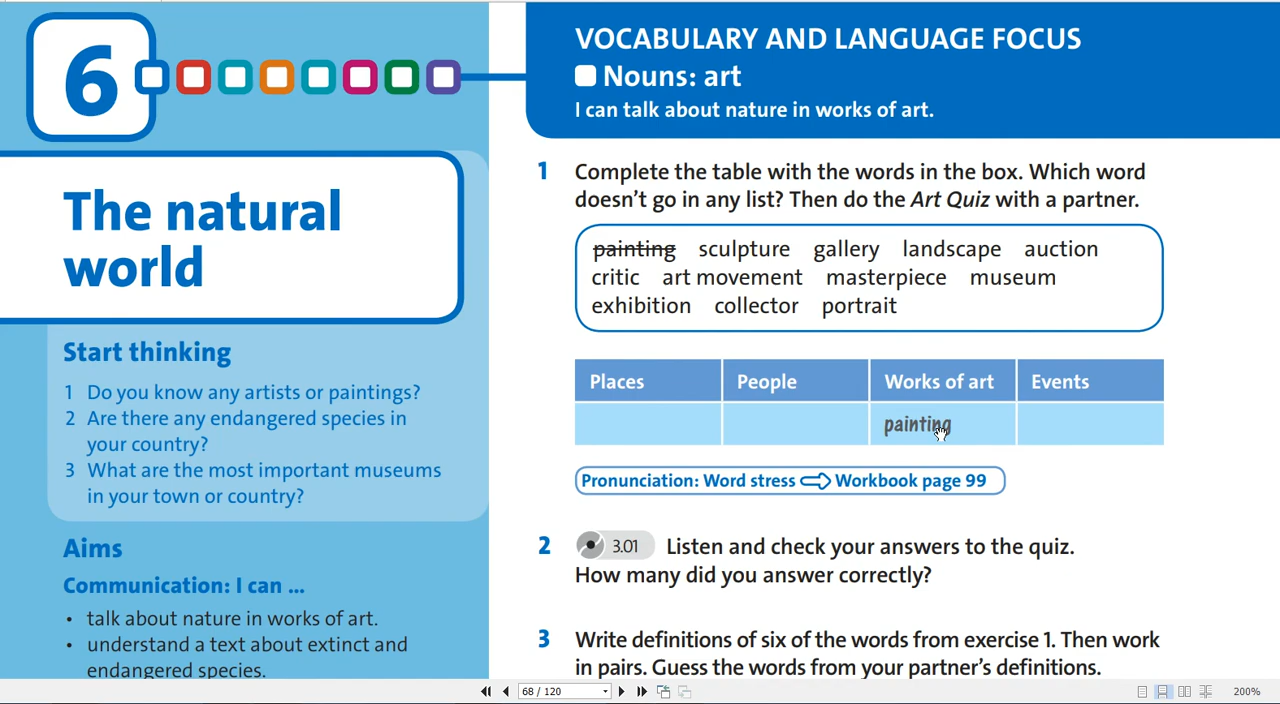 6
The natural
world
Start thinking
1 Do you know any artists or paintings?
2 Are there any endangered species in
your country?
3 What are the most important museums
in your town or country?
Aims
Communication: I can ...
• talk about nature in works of art.
• understand a text about extinct and
endangered species.
VOCABULARY AND LANGUAGE FOCUS
Nouns: art
I can talk about nature in works of art.
1 Complete the table with the words in the box. Which word
doesn't go in any list? Then do the Art Quiz with a partner.
painting sculpture gallery landscape auction
critic art movement masterpiece museum
exhibition collector portrait
Places People Works of art Events
painting
Pronunciation: Word stress Workbook page 99
2 3.01 Listen and check your answers to the quiz.
How many did you answer correctly?
3 Write definitions of six of the words from exercise 1. Then work
in pairs. Guess the words from your partner's definitions.
68 / 120
200%